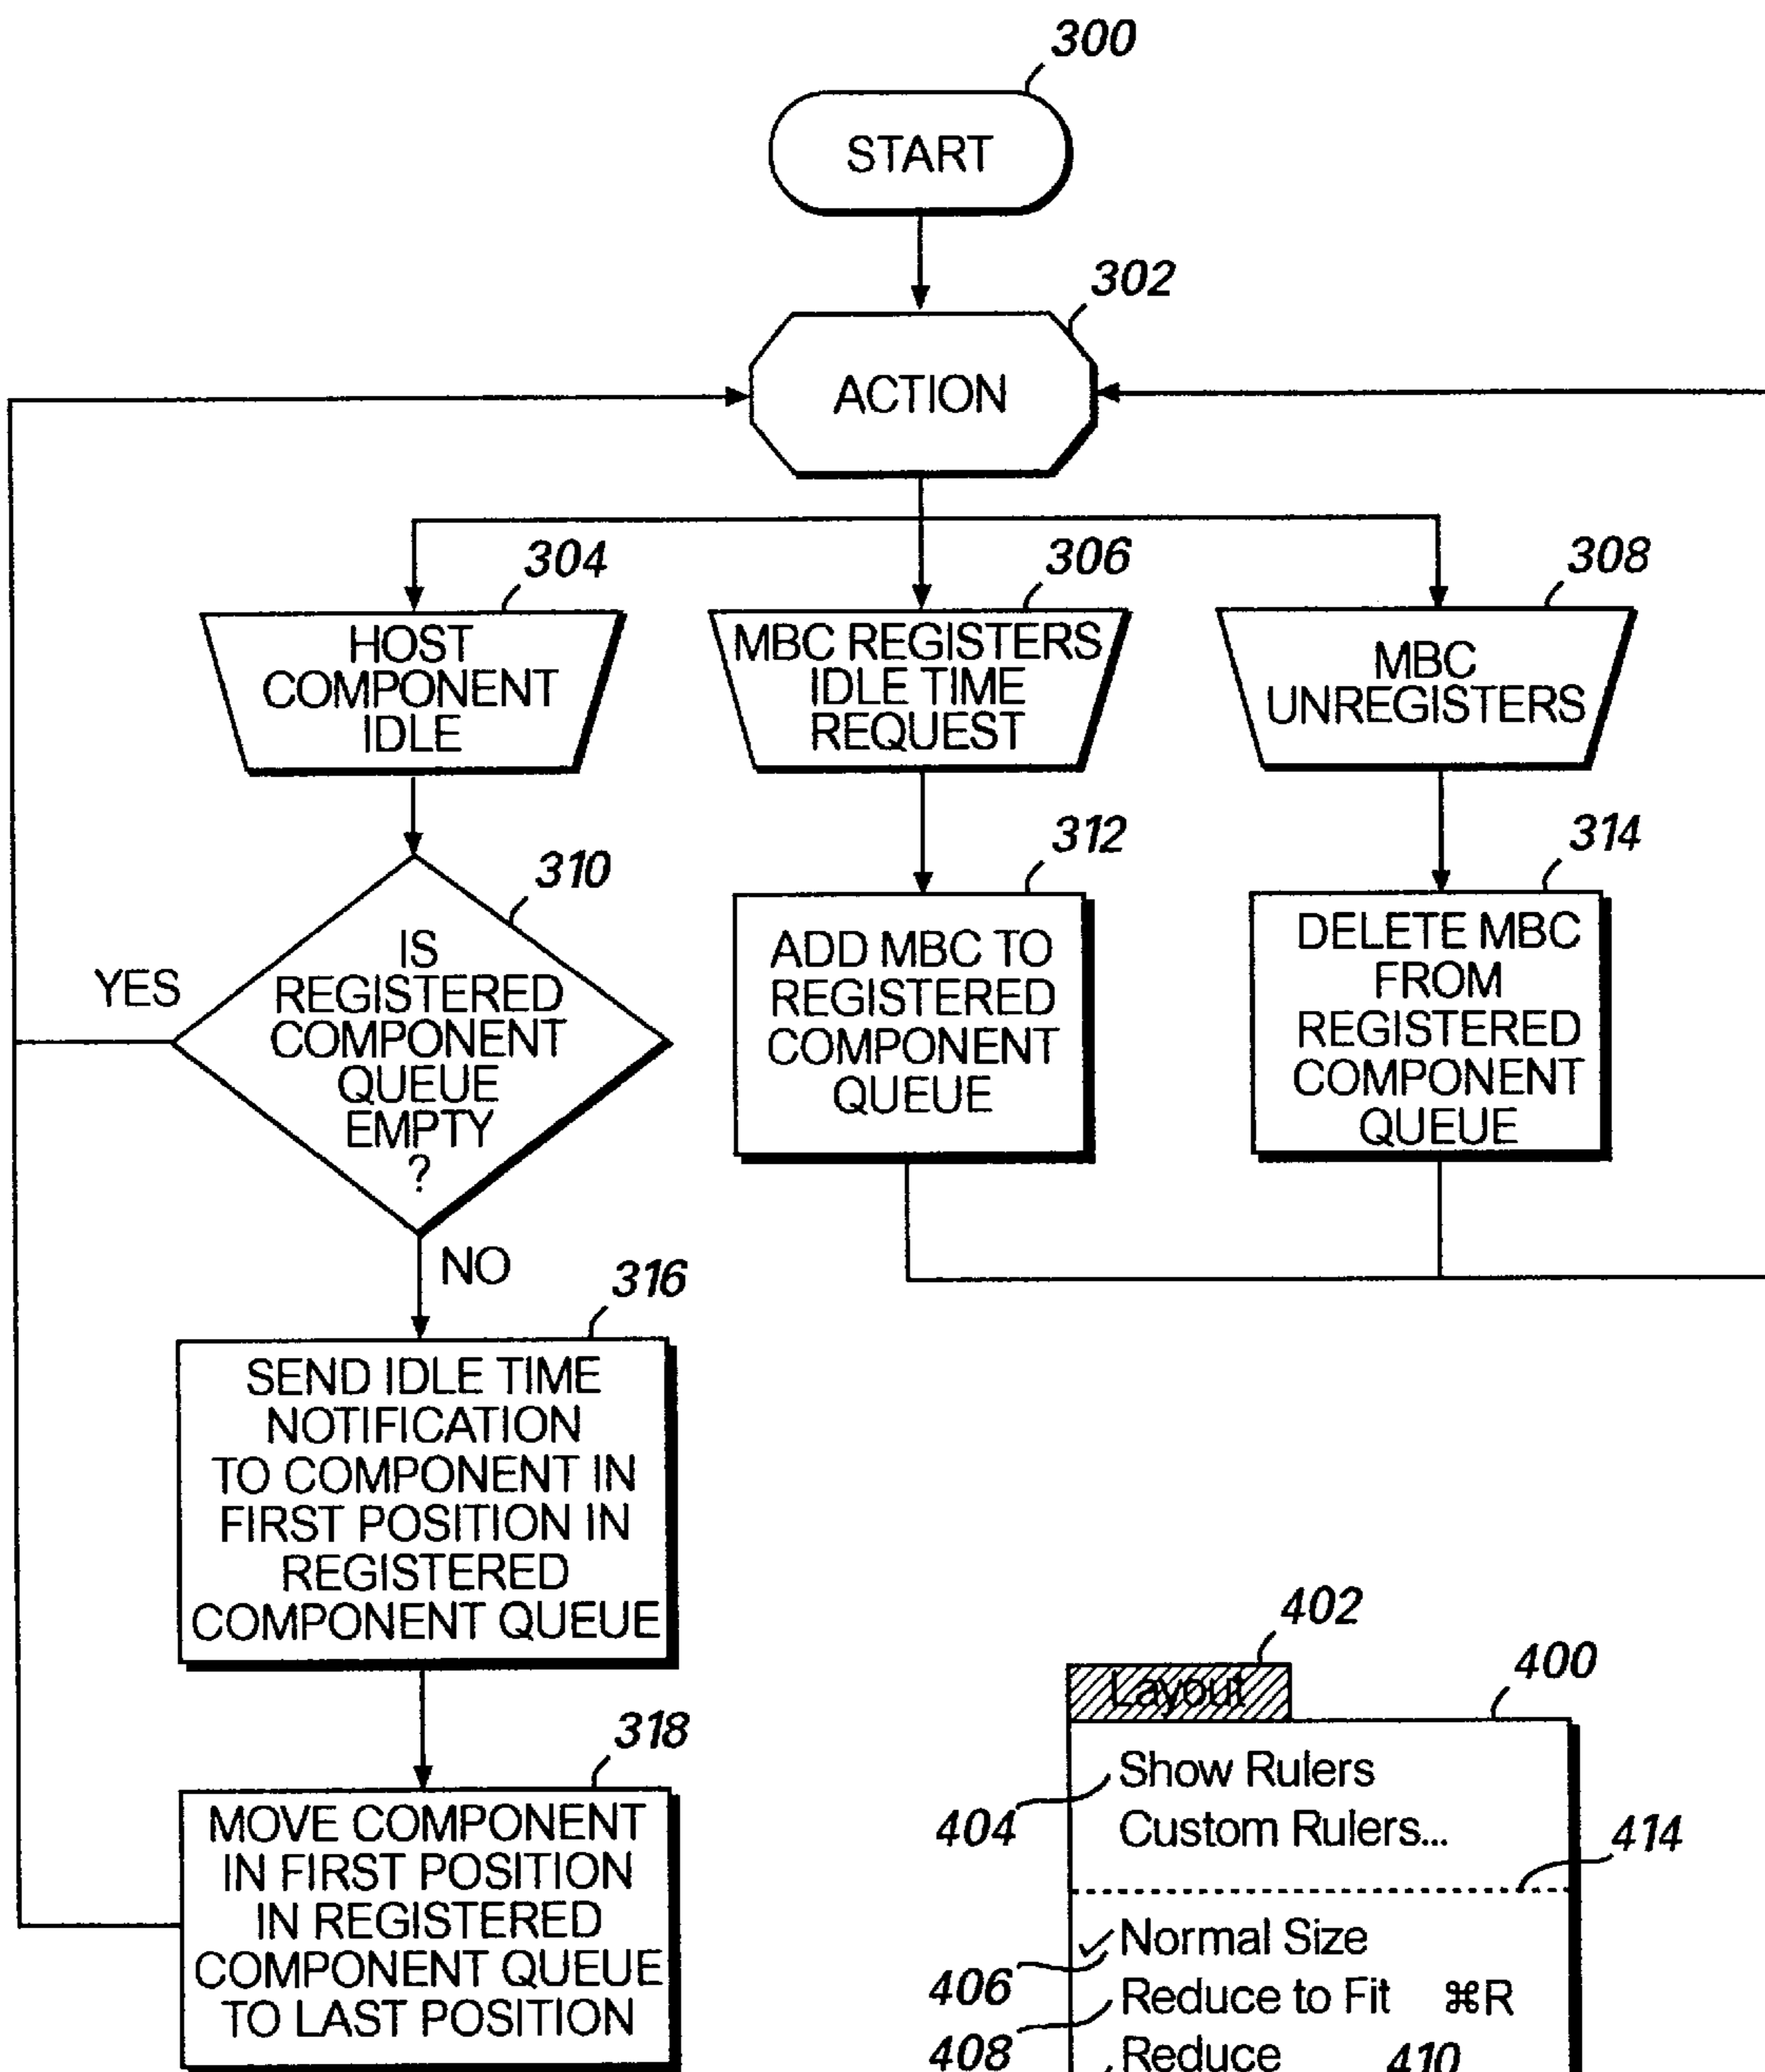 300
START
302
ACTION
304
306
308
HOST
COMPONENT
IDLE
MBC REGISTERS
IDLE TIME
REQUEST
MBC
UNREGISTERS
310
312
314
IS
REGISTERED
COMPONENT
QUEUE
EMPTY
?
YES
NO
ADD MBC TO
REGISTERED
COMPONENT
QUEUE
DELETE MBC
FROM
REGISTERED
COMPONENT
QUEUE
316
SEND IDLE TIME
NOTIFICATION
TO COMPONENT IN
FIRST POSITION IN
REGISTERED
COMPONENT QUEUE
318
MOVE COMPONENT
IN FIRST POSITION
IN REGISTERED
COMPONENT QUEUE
TO LAST POSITION
402
400
Layout
Show Rulers
404
Custom Rulers...
414
✓Normal Size
406
Reduce to Fit ⌘R
408
Reduce
410